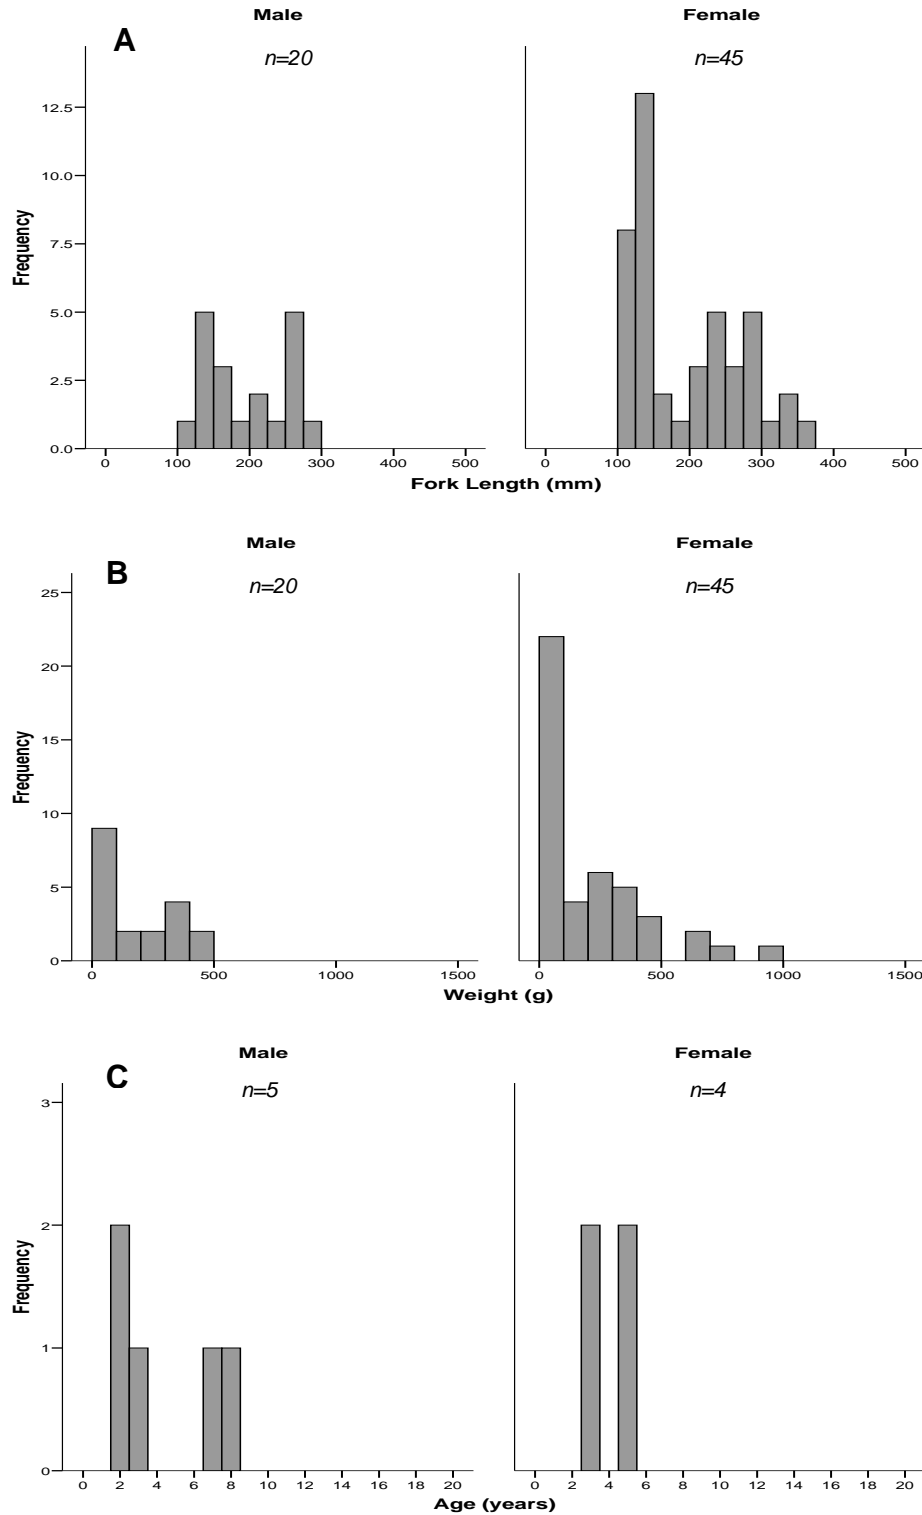 Male Female
A
n=20 n=45
12.5
10.0
7.5
5.0
2.5
0.0
Frequency
0 100 200 300 400 500 0 100 200 300 400 500
Fork Length (mm)
Male Female
B
n=20 n=45
25
20
15
10
5
0
Frequency
0 500 1000 1500 0 500 1000 1500
Weight (g)
Male Female
C
n=5 n=4
3
2
1
0
Frequency
0 2 4 6 8 10 12 14 16 18 20 0 2 4 6 8 10 12 14 16 18 20
Age (years)